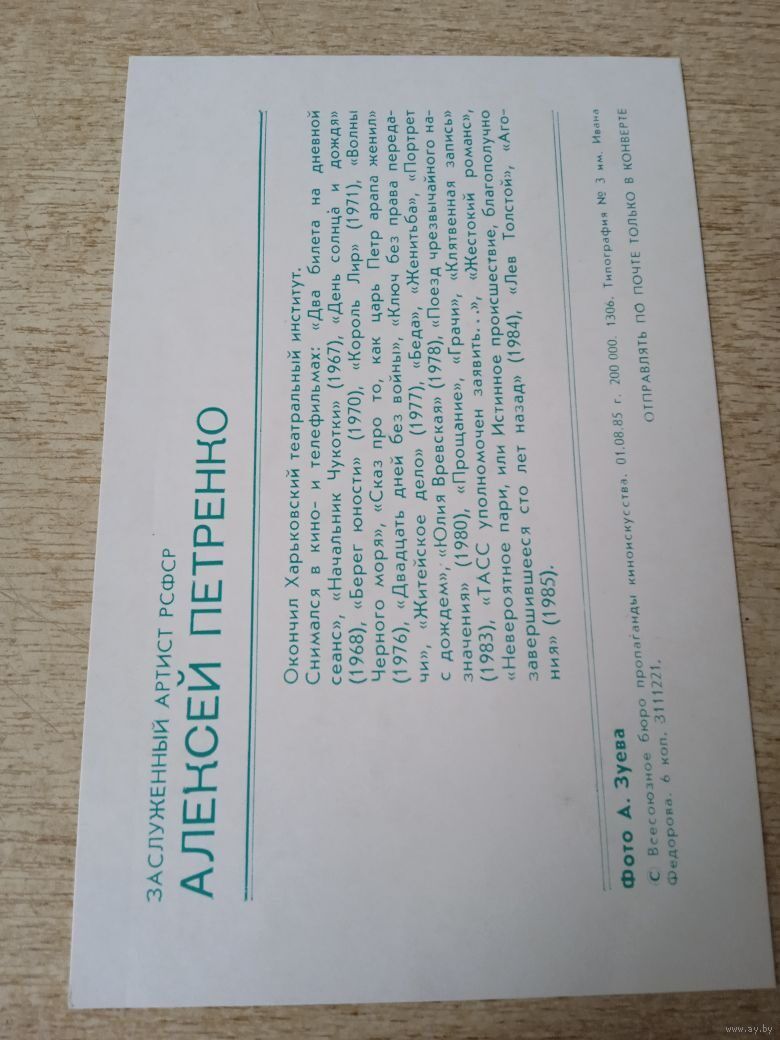 ЗАСЛУЖЕННЫЙ АРТИСТ РСФСР
АЛЕКСЕЙ ПЕТРЕНКО
Окончил Харьковский театральный институт.
Снимался в кино- и телефильмах: «Два билета на дневной
сеанс», «Начальник Чукотки» (1967), «День солнца и дождя»
(1968), «Берег юности» (1970), «Король Лир» (1971), «Волны
Черного моря», «Сказ про то, как царь Петр арапа женил»
(1976), «Двадцать дней без войны», «Ключ без права переда-
чи», «Житейское дело» (1977), «Беда», «Женитьба», «Портрет
с дождем», «Юлия Вревская» (1978), «Поезд чрезвычайного на-
значения» (1980), «Прощание», «Грачи», «Клятвенная запись»
(1983), «ТАСС уполномочен заявить...», «Жестокий романс»,
«Невероятное пари, или Истинное происшествие, благополучно
завершившееся сто лет назад» (1984), «Лев Толстой», «Аго-
ния» (1985).
Фото А. Зуева
© Всесоюзное бюро пропаганды киноискусства. 01.08.85 г. 200 000. 1306. Типография № 3 им. Ивана
Федорова. 6 коп. 3111221.
ОТПРАВЛЯТЬ ПО ПОЧТЕ ТОЛЬКО В КОНВЕРТЕ
www.ay.by